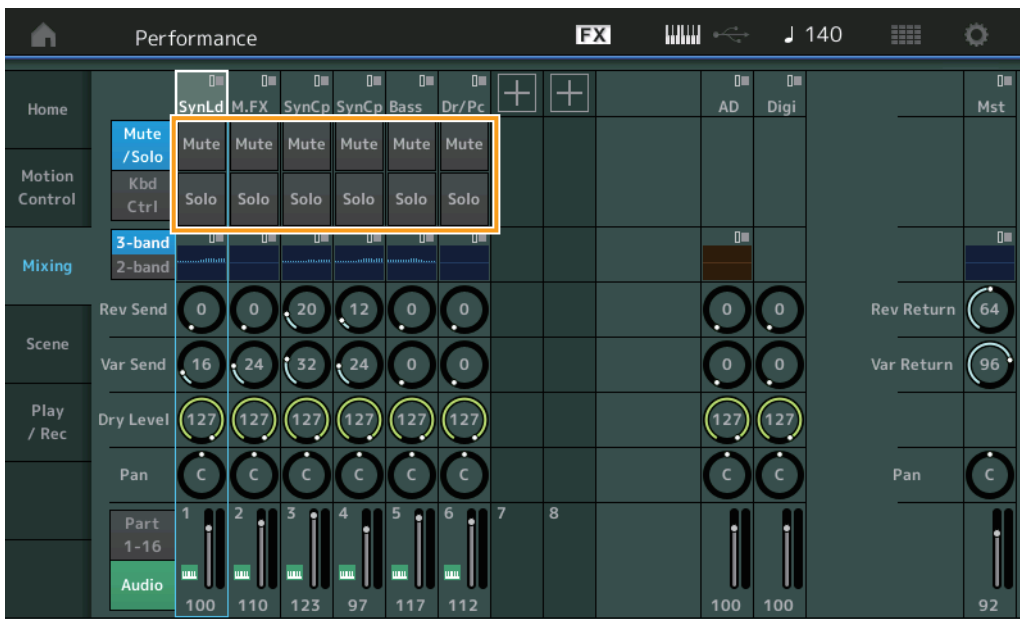 Performance FX 140
SynLd M.FX SynCp SynCp Bass Dr/Pc AD Digi Mst
Home
Mute
/Solo
Mute Mute Mute Mute Mute Mute
Motion
Control
Kbd
Ctrl
Solo Solo Solo Solo Solo Solo
Mixing
3-band
2-band
Rev Send 0 0 20 12 0 0 0 0 Rev Return 64
Scene
Var Send 16 24 32 24 0 0 0 0 Var Return 96
Play
/ Rec
Dry Level 127 127 127 127 127 127 127 127
Pan C C C C C C C C Pan C
1 2 3 4 5 6 7 8
Part
1-16
Audio
100 110 123 97 117 112 100 100 92